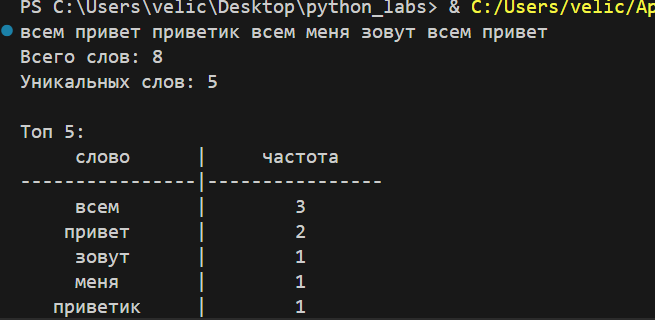 PS C:\Users\velic\Desktop\python_labs> & C:/Users/velic/Ap
всем привет приветик всем меня зовут всем привет
Всего слов: 8
Уникальных слов: 5
Топ 5:
слово | частота
----------------|----------------
всем | 3
привет | 2
зовут | 1
меня | 1
приветик | 1